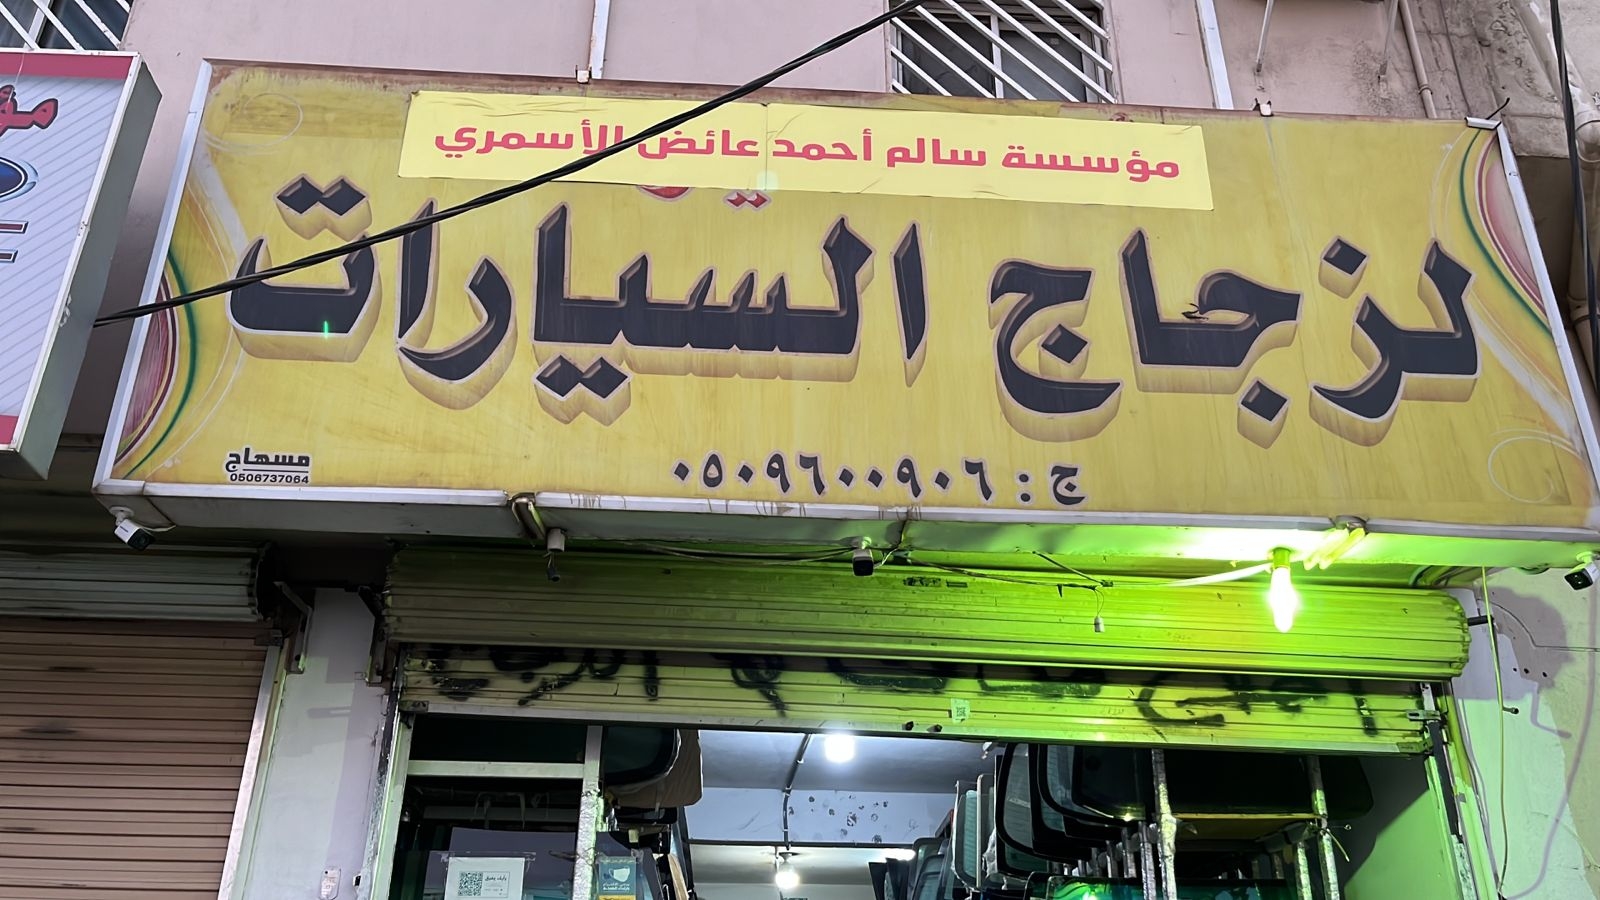 مؤسسة سالم أحمد عائض الأسمري
لزجاج السيارات
ج : ٠٥٠٩٦٠٠٩٠٦
مسهاج
0506737064